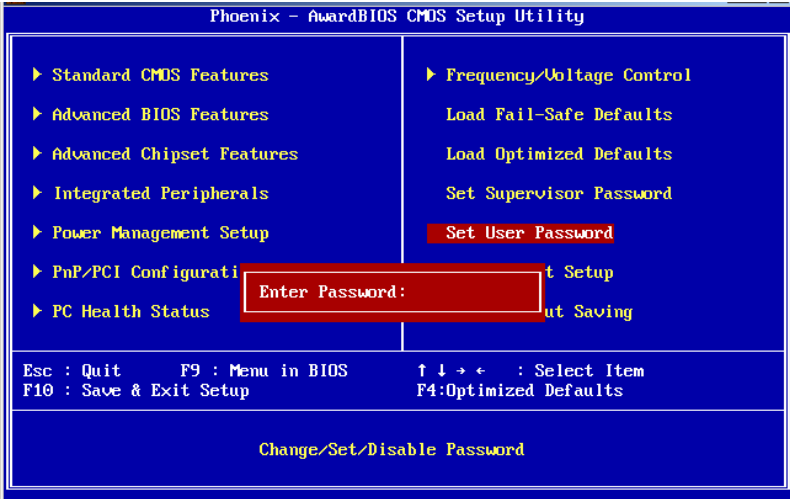 Phoenix - AwardBIOS CMOS Setup Utility
Standard CMOS Features
Advanced BIOS Features
Advanced Chipset Features
Integrated Peripherals
Power Management Setup
PnP/PCI Configurati
PC Health Status
Frequency/Voltage Control
Load Fail-Safe Defaults
Load Optimized Defaults
Set Supervisor Password
Set User Password
t Setup
ut Saving
Enter Password:
Esc : Quit F9 : Menu in BIOS ↑ ↓ → ← : Select Item
F10 : Save & Exit Setup F4:Optimized Defaults
Change/Set/Disable Password